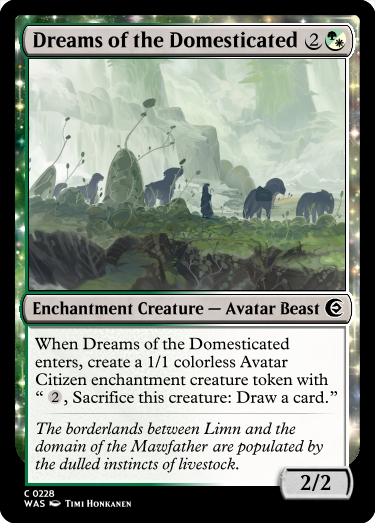 Dreams of the Domesticated 2
Enchantment Creature — Avatar Beast
When Dreams of the Domesticated
enters, create a 1/1 colorless Avatar
Citizen enchantment creature token with
“ 2 , Sacrifice this creature: Draw a card.”
The borderlands between Limn and the
domain of the Mawfather are populated by
the dulled instincts of livestock.
2/2
C 0228
WAS TIMI HONKANEN